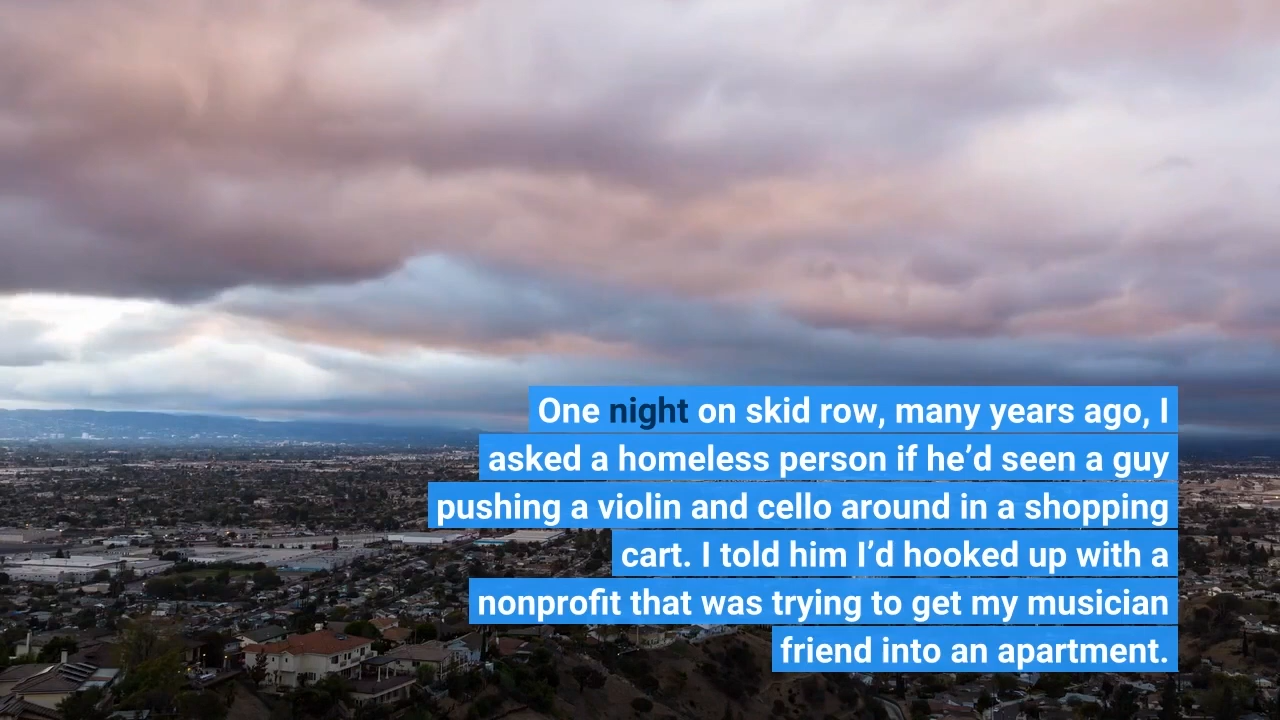 One night on skid row, many years ago, I
asked a homeless person if he’d seen a guy
pushing a violin and cello around in a shopping
cart. I told him I’d hooked up with a
nonprofit that was trying to get my musician
friend into an apartment.